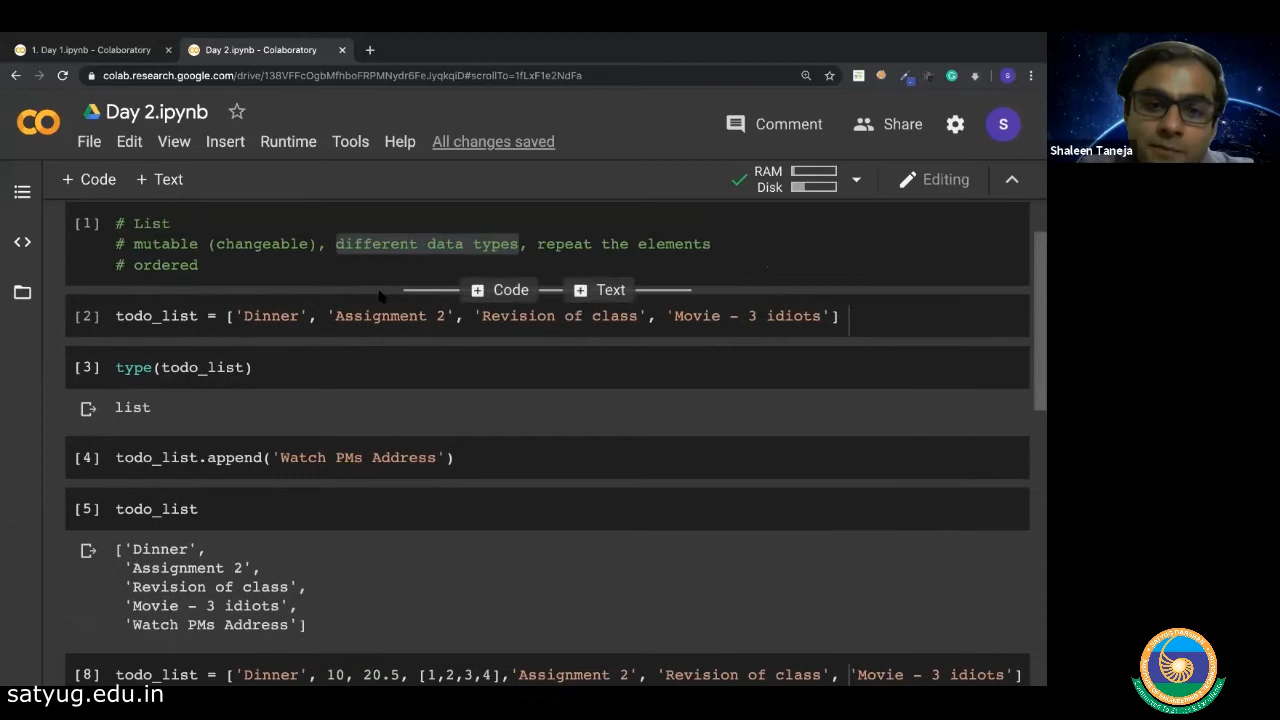 1. Day 1.ipynb - Colaboratory
Day 2.ipynb - Colaboratory
colab.research.google.com/drive/138VFFcOgbMfhboFRPMNydr6FeJyqkqiD#scrollTo=1fLxF1e2NdFa
Day 2.ipynb
File Edit View Insert Runtime Tools Help All changes saved
Comment Share S
+ Code + Text
RAM
Disk
Editing
[1] # List
# mutable (changeable), different data types, repeat the elements
# ordered
Code Text
[2] todo_list = ['Dinner', 'Assignment 2', 'Revision of class', 'Movie - 3 idiots']
[3] type(todo_list)
list
[4] todo_list.append('Watch PMs Address')
[5] todo_list
['Dinner',
'Assignment 2',
'Revision of class',
'Movie - 3 idiots',
'Watch PMs Address']
[8] todo_list = ['Dinner', 10, 20.5, [1,2,3,4],'Assignment 2', 'Revision of class', 'Movie - 3 idiots']
Shaleen Taneja
satyug.edu.in